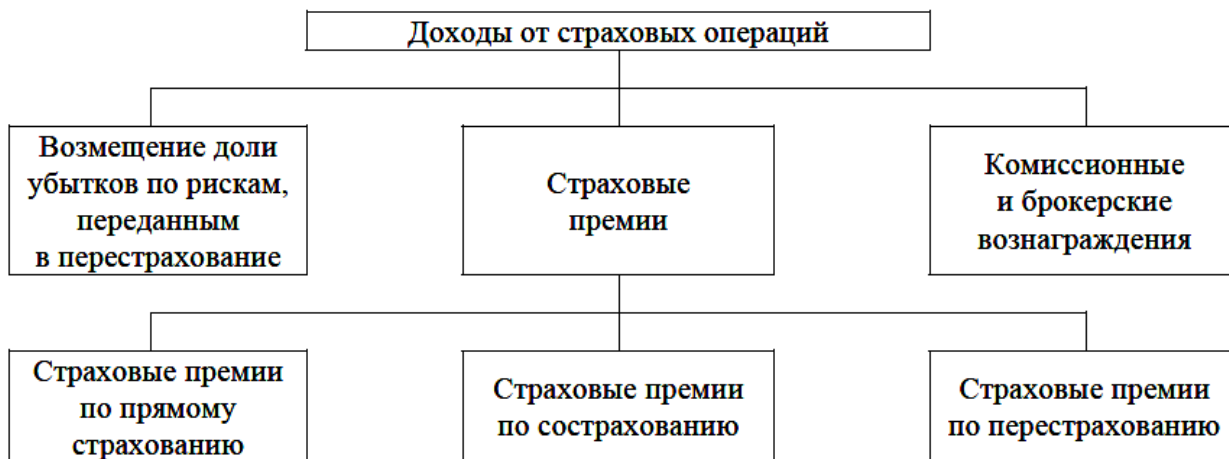 Доходы от страховых операций
Возмещение доли
убытков по рискам,
переданным
в перестрахование
Страховые
премии
Комиссионные
и брокерские
вознаграждения
Страховые премии
по прямому
страхованию
Страховые премии
по сострахованию
Страховые премии
по перестрахованию